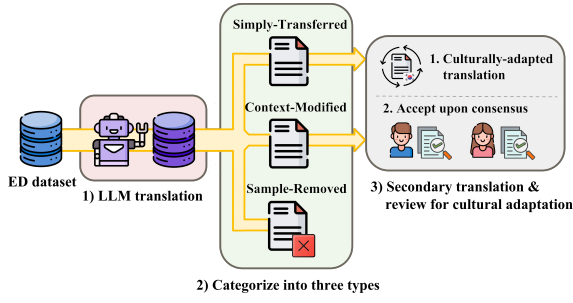 Simply-Transferred
Context-Modified
Sample-Removed
ED dataset
1) LLM translation
2) Categorize into three types
1. Culturally-adapted
translation
2. Accept upon consensus
3) Secondary translation &
review for cultural adaptation